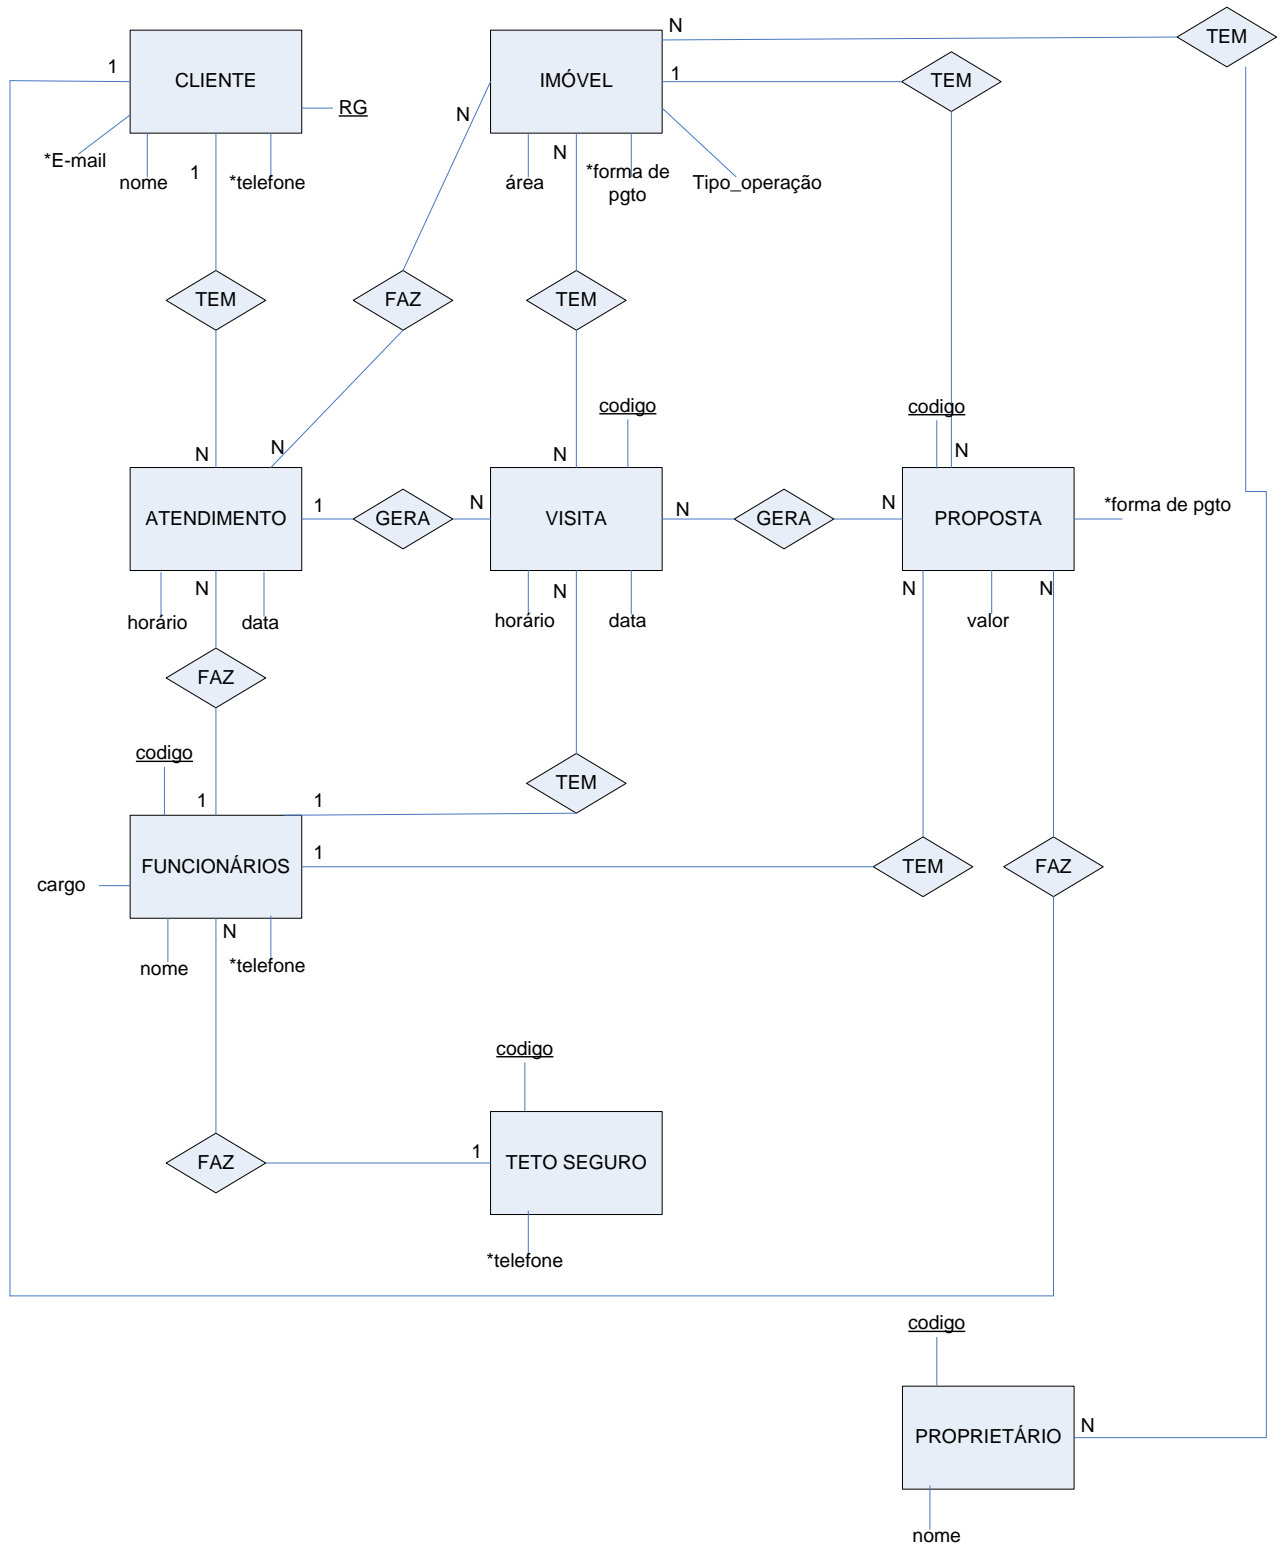 N
TEM
1
CLIENTE
IMÓVEL
1
TEM
RG
N
*E-mail
nome
1
*telefone
área
N
*forma de
pgto
Tipo_operação
TEM
FAZ
TEM
codigo
codigo
N
N
N
N
ATENDIMENTO
1
GERA
N
VISITA
N
GERA
N
PROPOSTA
*forma de pgto
N
N
N
N
horário
data
horário
data
valor
FAZ
codigo
TEM
1
1
FUNCIONÁRIOS
1
TEM
FAZ
cargo
N
nome
*telefone
codigo
FAZ
1
TETO SEGURO
*telefone
codigo
PROPRIETÁRIO
N
nome